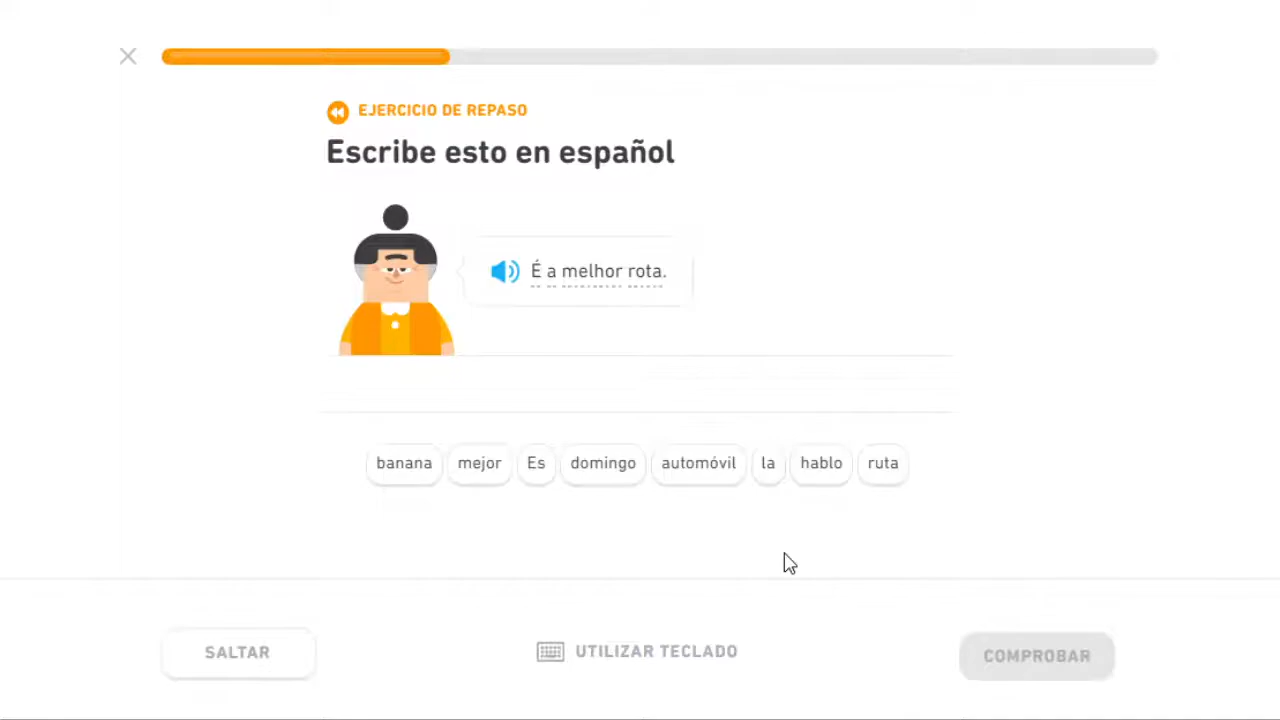 EJERCICIO DE REPASO
Escribe esto en español
É a melhor rota.
banana mejor Es domingo automóvil la hablo ruta
SALTAR UTILIZAR TECLADO COMPROBAR